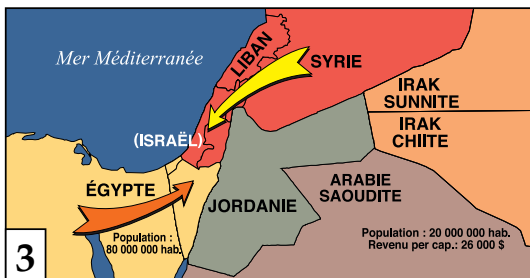 Mer Méditerranée
LIBAN
SYRIE
(ISRAËL)
IRAK
SUNNITE
IRAK
CHIITE
ÉGYPTE
JORDANIE
ARABIE
SAOUDITE
Population :
80 000 000 hab.
Population : 20 000 000 hab.
Revenu per cap.: 26 000 $
3